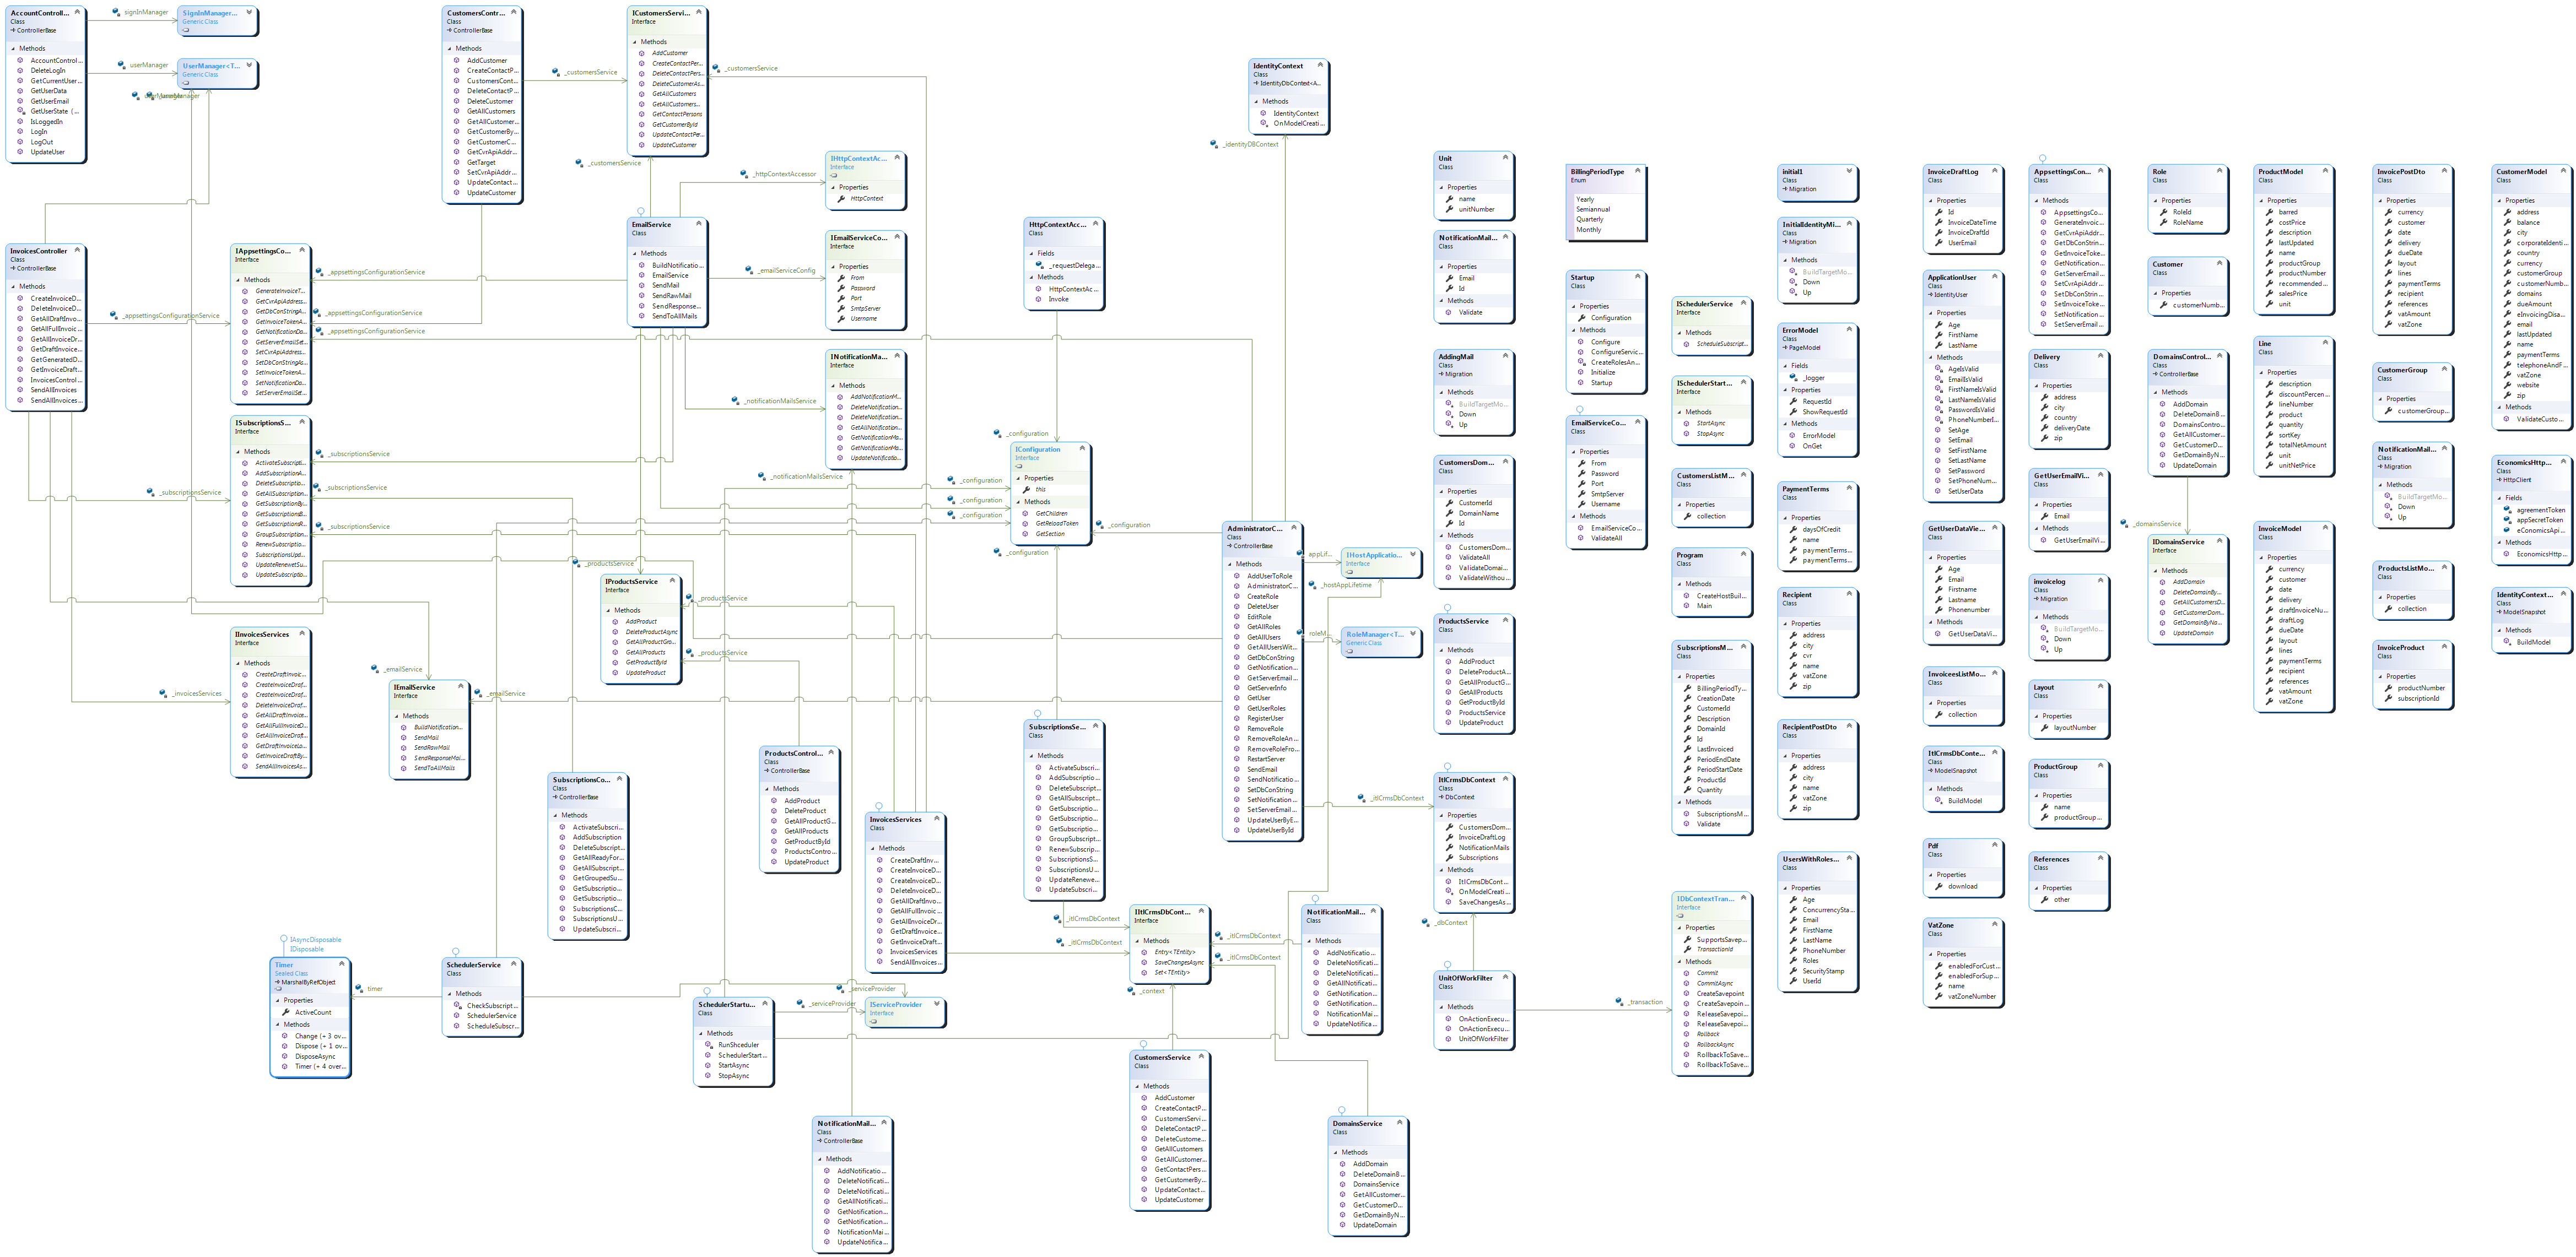 AccountControll...
Class
ControllerBase
Methods
AccountControl...
DeleteLogIn
GetCurrentUser...
GetUserData
GetUserEmail
GetUserState (...
IsLoggedIn
LogIn
LogOut
UpdateUser
signInManager
SignInManager...
Generic Class
userManager
UserManager<T...
Generic Class
CustomersContr...
Class
ControllerBase
Methods
AddCustomer
CreateContactP...
CustomersCont...
DeleteContactP...
DeleteCustomer
GetAllCustomers
GetAllCustomer...
GetCustomerBy...
GetCustomerC...
GetCvrApiAddr...
GetTarget
SetCvrApiAddr...
UpdateContact...
UpdateCustomer
_customersService
ICustomersServi...
Interface
Methods
AddCustomer
CreateContactPer...
DeleteContactPers...
DeleteCustomerAs...
GetAllCustomers
GetAllCustomers...
GetContactPersons
GetCustomerById
UpdateContactPer...
UpdateCustomer
_customersService
_customersService
_httpContextAccessor
IHttpContextAc...
Interface
Properties
HttpContext
EmailService
Class
Methods
BuildNotificatio...
EmailService
SendMail
SendRawMail
SendResponse...
SendToAllMails
_emailServiceConfig
IEmailServiceCo...
Interface
Properties
From
Password
Port
SmtpServer
Username
INotificationMa...
Interface
Methods
AddNotificationM...
DeleteNotification...
DeleteNotification...
GetAllNotification...
GetNotificationMa...
GetNotificationMa...
UpdateNotificatio...
_notificationMailsService
_notificationMailsService
InvoicesController
Class
ControllerBase
Methods
CreateInvoiceD...
DeleteInvoiceD...
GetAllDraftInvo...
GetAllFullInvoic...
GetAllInvoiceDr...
GetDraftInvoice...
GetGeneratedD...
GetInvoiceDraft...
InvoicesControl...
SendAllInvoices
SendAllInvoices...
_appsettingsConfigurationService
IAppsettingsCo...
Interface
Methods
GenerateInvoiceT...
GetCvrApiAddress...
GetDbConStringA...
GetInvoiceTokenA...
GetNotificationDa...
GetServerEmailSet...
SetCvrApiAddress...
SetDbConStringAs...
SetInvoiceTokenA...
SetNotificationDa...
SetServerEmailSet...
_appsettingsConfigurationService
_appsettingsConfigurationService
_appsettingsConfigurationService
ISubscriptionsS...
Interface
Methods
ActivateSubscripti...
AddSubscriptionA...
DeleteSubscriptio...
GetAllSubscription...
GetSubscriptionBy...
GetSubscriptionsB...
GetSubscriptionsR...
GroupSubscription...
RenewSubscriptio...
SubscriptionsUpd...
UpdateRenewetSu...
UpdateSubscriptio...
_subscriptionsService
_subscriptionsService
_subscriptionsService
_subscriptionsService
IInvoicesServices
Interface
Methods
CreateDraftInvoic...
CreateInvoiceDraf...
CreateInvoiceDraf...
DeleteInvoiceDraf...
GetAllDraftInvoice...
GetAllFullInvoiceD...
GetAllInvoiceDraft...
GetDraftInvoiceLa...
GetInvoiceDraftBy...
SendAllInvoicesAs...
_invoicesServices
_emailService
_emailService
IEmailService
Interface
Methods
BuildNotification...
SendMail
SendRawMail
SendResponseMai...
SendToAllMails
_productsService
IProductsService
Interface
Methods
AddProduct
DeleteProductAsync
GetAllProductGro...
GetAllProducts
GetProductById
UpdateProduct
_productsService
_productsService
SubscriptionsCo...
Class
ControllerBase
Methods
ActivateSubscri...
AddSubscription
DeleteSubscript...
GetAllReadyFor...
GetAllSubscript...
GetGroupedSu...
GetSubscriptio...
GetSubscriptio...
SubscriptionsC...
SubscriptionsU...
UpdateSubscri...
ProductsControl...
Class
ControllerBase
Methods
AddProduct
DeleteProduct
GetAllProductG...
GetAllProducts
GetProductById
ProductsContro...
UpdateProduct
InvoicesServices
Class
Methods
CreateDraftInv...
CreateInvoiceD...
CreateInvoiceD...
DeleteInvoiceD...
GetAllDraftInvo...
GetAllFullInvoic...
GetAllInvoiceDr...
GetDraftInvoice...
GetInvoiceDraft...
InvoicesServices
SendAllInvoices...
IAsyncDisposable
IDisposable
Timer
Sealed Class
MarshalByRefObject
Properties
ActiveCount
Methods
Change (+ 3 ov...
Dispose (+ 1 ov...
DisposeAsync
Timer (+ 4 over...
timer
SchedulerService
Class
Methods
CheckSubscript...
SchedulerService
ScheduleSubscr...
SchedulerStartu...
Class
Methods
RunShceduler
SchedulerStart...
StartAsync
StopAsync
_serviceProvider
_serviceProvider
IServiceProvider
Interface
NotificationMail...
Class
ControllerBase
Methods
AddNotificatio...
DeleteNotificati...
DeleteNotificati...
GetAllNotificati...
GetNotification...
GetNotification...
NotificationMai...
UpdateNotifica...
HttpContextAcc...
Class
Fields
_requestDelega...
Methods
HttpContextAc...
Invoke
_configuration
_configuration
_configuration
_configuration
_configuration
_configuration
IConfiguration
Interface
Properties
this
Methods
GetChildren
GetReloadToken
GetSection
SubscriptionsSe...
Class
Methods
ActivateSubscri...
AddSubscriptio...
DeleteSubscript...
GetAllSubscript...
GetSubscriptio...
GetSubscriptio...
GetSubscriptio...
GroupSubscript...
RenewSubscrip...
SubscriptionsS...
SubscriptionsU...
UpdateRenewe...
UpdateSubscri...
_itlCrmsDbContext
_itlCrmsDbContext
IItlCrmsDbCont...
Interface
Methods
Entry<TEntity>
SaveChangesAsync
Set<TEntity>
_itlCrmsDbContext
_itlCrmsDbContext
_context
CustomersService
Class
Methods
AddCustomer
CreateContactP...
CustomersServi...
DeleteContactP...
DeleteCustome...
GetAllCustomers
GetAllCustomer...
GetContactPers...
GetCustomerBy...
UpdateContact...
UpdateCustomer
IdentityContext
Class
IdentityDbContext<A...
Methods
IdentityContext
OnModelCreati...
_identityDBContext
AdministratorC...
Class
ControllerBase
Methods
AddUserToRole
AdministratorC...
CreateRole
DeleteUser
EditRole
GetAllRoles
GetAllUsers
GetAllUsersWit...
GetDbConString
GetNotification...
GetServerEmail...
GetServerInfo
GetUser
GetUserRoles
RegisterUser
RemoveRole
RemoveRoleAn...
RemoveRoleFro...
RestartServer
SendEmail
SendNotificatio...
SetDbConString
SetNotification...
SetServerEmail...
UpdateUserByE...
UpdateUserById
appLif...
IHostApplicatio...
Interface
_hostAppLifetime
roleM...
RoleManager<T...
Generic Class
_itlCrmsDbContext
NotificationMail...
Class
Methods
AddNotificatio...
DeleteNotificati...
DeleteNotificati...
GetAllNotificati...
GetNotification...
GetNotification...
NotificationMai...
UpdateNotifica...
DomainsService
Class
Methods
AddDomain
DeleteDomainB...
DomainsService
GetAllCustomer...
GetCustomerD...
GetDomainByN...
UpdateDomain
Unit
Class
Properties
name
unitNumber
NotificationMail...
Class
Properties
Email
Id
Methods
Validate
AddingMail
Class
Migration
Methods
BuildTargetMo...
Down
Up
CustomersDom...
Class
Properties
CustomerId
DomainName
Id
Methods
CustomersDom...
ValidateAll
ValidateDomai...
ValidateWithou...
ProductsService
Class
Methods
AddProduct
DeleteProductA...
GetAllProductG...
GetAllProducts
GetProductById
ProductsService
UpdateProduct
ItlCrmsDbContext
Class
DbContext
Properties
CustomersDom...
InvoiceDraftLog
NotificationMails
Subscriptions
Methods
ItlCrmsDbCont...
OnModelCreati...
SaveChangesAs...
_dbContext
UnitOfWorkFilter
Class
Methods
OnActionExecu...
OnActionExecu...
UnitOfWorkFilter
_transaction
BillingPeriodType
Enum
Yearly
Semiannual
Quarterly
Monthly
Startup
Class
Properties
Configuration
Methods
Configure
ConfigureServic...
CreateRolesAn...
Initialize
Startup
EmailServiceCo...
Class
Properties
From
Password
Port
SmtpServer
Username
Methods
EmailServiceCo...
ValidateAll
ISchedulerService
Interface
Methods
ScheduleSubscript...
ISchedulerStart...
Interface
Methods
StartAsync
StopAsync
CustomersListM...
Class
Properties
collection
Program
Class
Methods
CreateHostBuil...
Main
SubscriptionsM...
Class
Properties
BillingPeriodTy...
CreationDate
CustomerId
Description
DomainId
Id
LastInvoiced
PeriodEndDate
PeriodStartDate
ProductId
Quantity
Methods
SubscriptionsM...
Validate
IDbContextTran...
Interface
Properties
SupportsSavep...
TransactionId
Methods
Commit
CommitAsync
CreateSavepoint
CreateSavepoin...
ReleaseSavepoi...
ReleaseSavepoi...
Rollback
RollbackAsync
RollbackToSave...
RollbackToSave...
initial1
Class
Migration
InitialIdentityMi...
Class
Migration
Methods
BuildTargetMo...
Down
Up
ErrorModel
Class
PageModel
Fields
_logger
Properties
RequestId
ShowRequestId
Methods
ErrorModel
OnGet
PaymentTerms
Class
Properties
daysOfCredit
name
paymentTerms...
paymentTerms...
Recipient
Class
Properties
address
city
cvr
name
vatZone
zip
RecipientPostDto
Class
Properties
address
city
name
vatZone
zip
UsersWithRoles...
Class
Properties
Age
ConcurrencySta...
Email
FirstName
LastName
PhoneNumber
Roles
SecurityStamp
UserId
InvoiceDraftLog
Class
Properties
Id
InvoiceDateTime
InvoiceDraftId
UserEmail
ApplicationUser
Class
IdentityUser
Properties
Age
FirstName
LastName
Methods
AgeIsValid
EmailIsValid
FirstNameIsValid
LastNameIsValid
PasswordIsValid
PhoneNumberI...
SetAge
SetEmail
SetFirstName
SetLastName
SetPassword
SetPhoneNum...
SetUserData
GetUserDataVie...
Class
Properties
Age
Email
Firstname
Lastname
Phonenumber
Methods
GetUserDataVi...
InvoiceesListMo...
Class
Properties
collection
ItlCrmsDbConte...
Class
ModelSnapshot
Methods
BuildModel
Pdf
Class
Properties
download
VatZone
Class
Properties
enabledForCust...
enabledForSup...
name
vatZoneNumber
AppsettingsCon...
Class
Methods
AppsettingsCo...
GenerateInvoic...
GetCvrApiAddr...
GetDbConStrin...
GetInvoiceToke...
GetNotification...
GetServerEmail...
SetCvrApiAddr...
SetDbConStrin...
SetInvoiceToke...
SetNotification...
SetServerEmail...
Delivery
Class
Properties
address
city
country
deliveryDate
zip
GetUserEmailVi...
Class
Properties
Email
Methods
GetUserEmailVi...
invoicelog
Class
Migration
Methods
BuildTargetMo...
Down
Up
Layout
Class
Properties
layoutNumber
ProductGroup
Class
Properties
name
productGroup...
References
Class
Properties
other
Role
Class
Properties
RoleId
RoleName
Customer
Class
Properties
customerNumb...
DomainsControl...
Class
ControllerBase
Methods
AddDomain
DeleteDomainB...
DomainsContro...
GetAllCustomer...
GetCustomerD...
GetDomainByN...
UpdateDomain
_domainsService
IDomainsService
Interface
Methods
AddDomain
DeleteDomainBy...
GetAllCustomersD...
GetCustomerDom...
GetDomainByNa...
UpdateDomain
ProductModel
Class
Properties
barred
costPrice
description
lastUpdated
name
productGroup
productNumber
recommended...
salesPrice
unit
Line
Class
Properties
description
discountPercen...
lineNumber
product
quantity
sortKey
totalNetAmount
unit
unitNetPrice
InvoiceModel
Class
Properties
currency
customer
date
delivery
draftInvoiceNu...
draftLog
dueDate
layout
lines
paymentTerms
recipient
references
vatAmount
vatZone
InvoicePostDto
Class
Properties
currency
customer
date
delivery
dueDate
layout
lines
paymentTerms
recipient
references
vatAmount
vatZone
CustomerGroup
Class
Properties
customerGroup...
NotificationMail...
Class
Migration
Methods
BuildTargetMo...
Down
Up
ProductsListMo...
Class
Properties
collection
InvoiceProduct
Class
Properties
productNumber
subscriptionId
CustomerModel
Class
Properties
address
balance
city
corporateIdenti...
country
currency
customerGroup
customerNumb...
domains
dueAmount
eInvoicingDisa...
email
lastUpdated
name
paymentTerms
telephoneAndF...
vatZone
website
zip
Methods
ValidateCusto...
EconomicsHttp...
Class
HttpClient
Fields
agreementToken
appSecretToken
eConomicsApi...
Methods
EconomicsHttp...
IdentityContext...
Class
ModelSnapshot
Methods
BuildModel